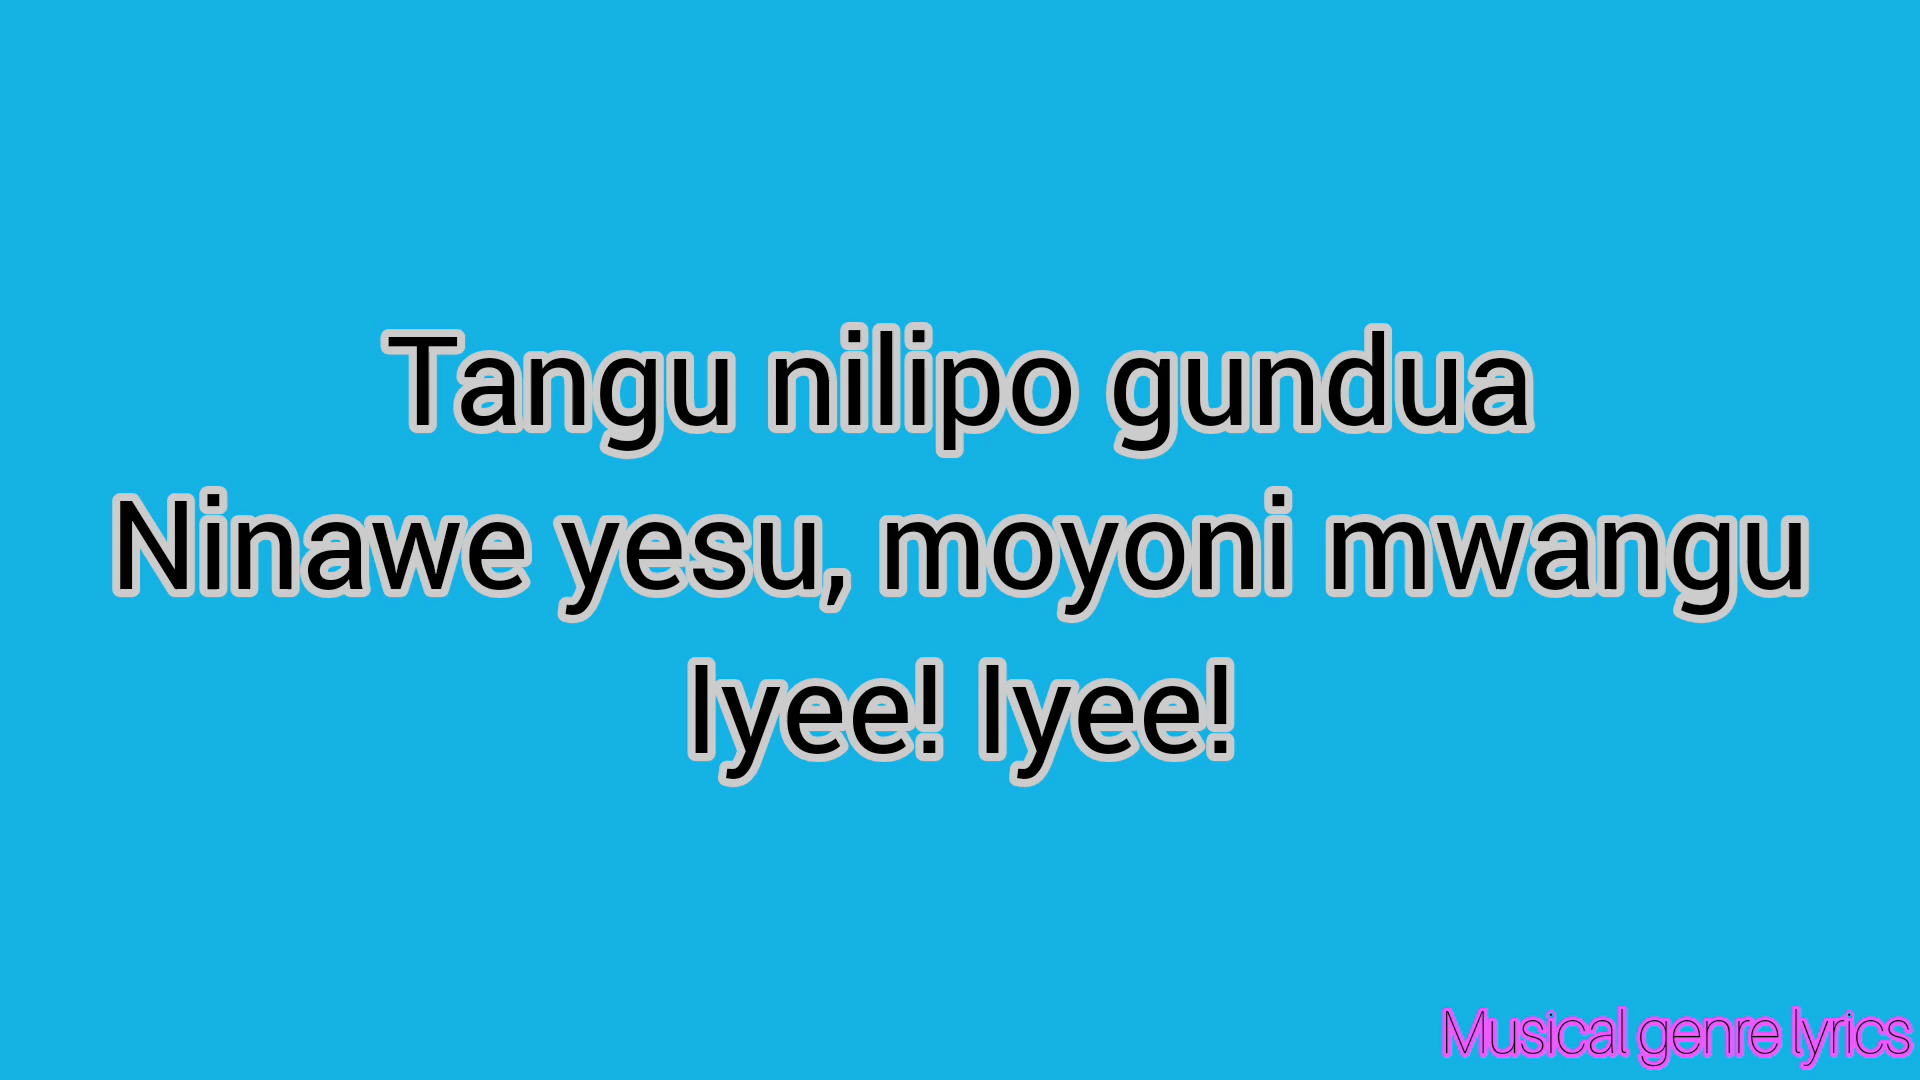 Tangu nilipo gundua
Ninawe yesu, moyoni mwangu
Iyee! Iyee!
Musical genre lyrics